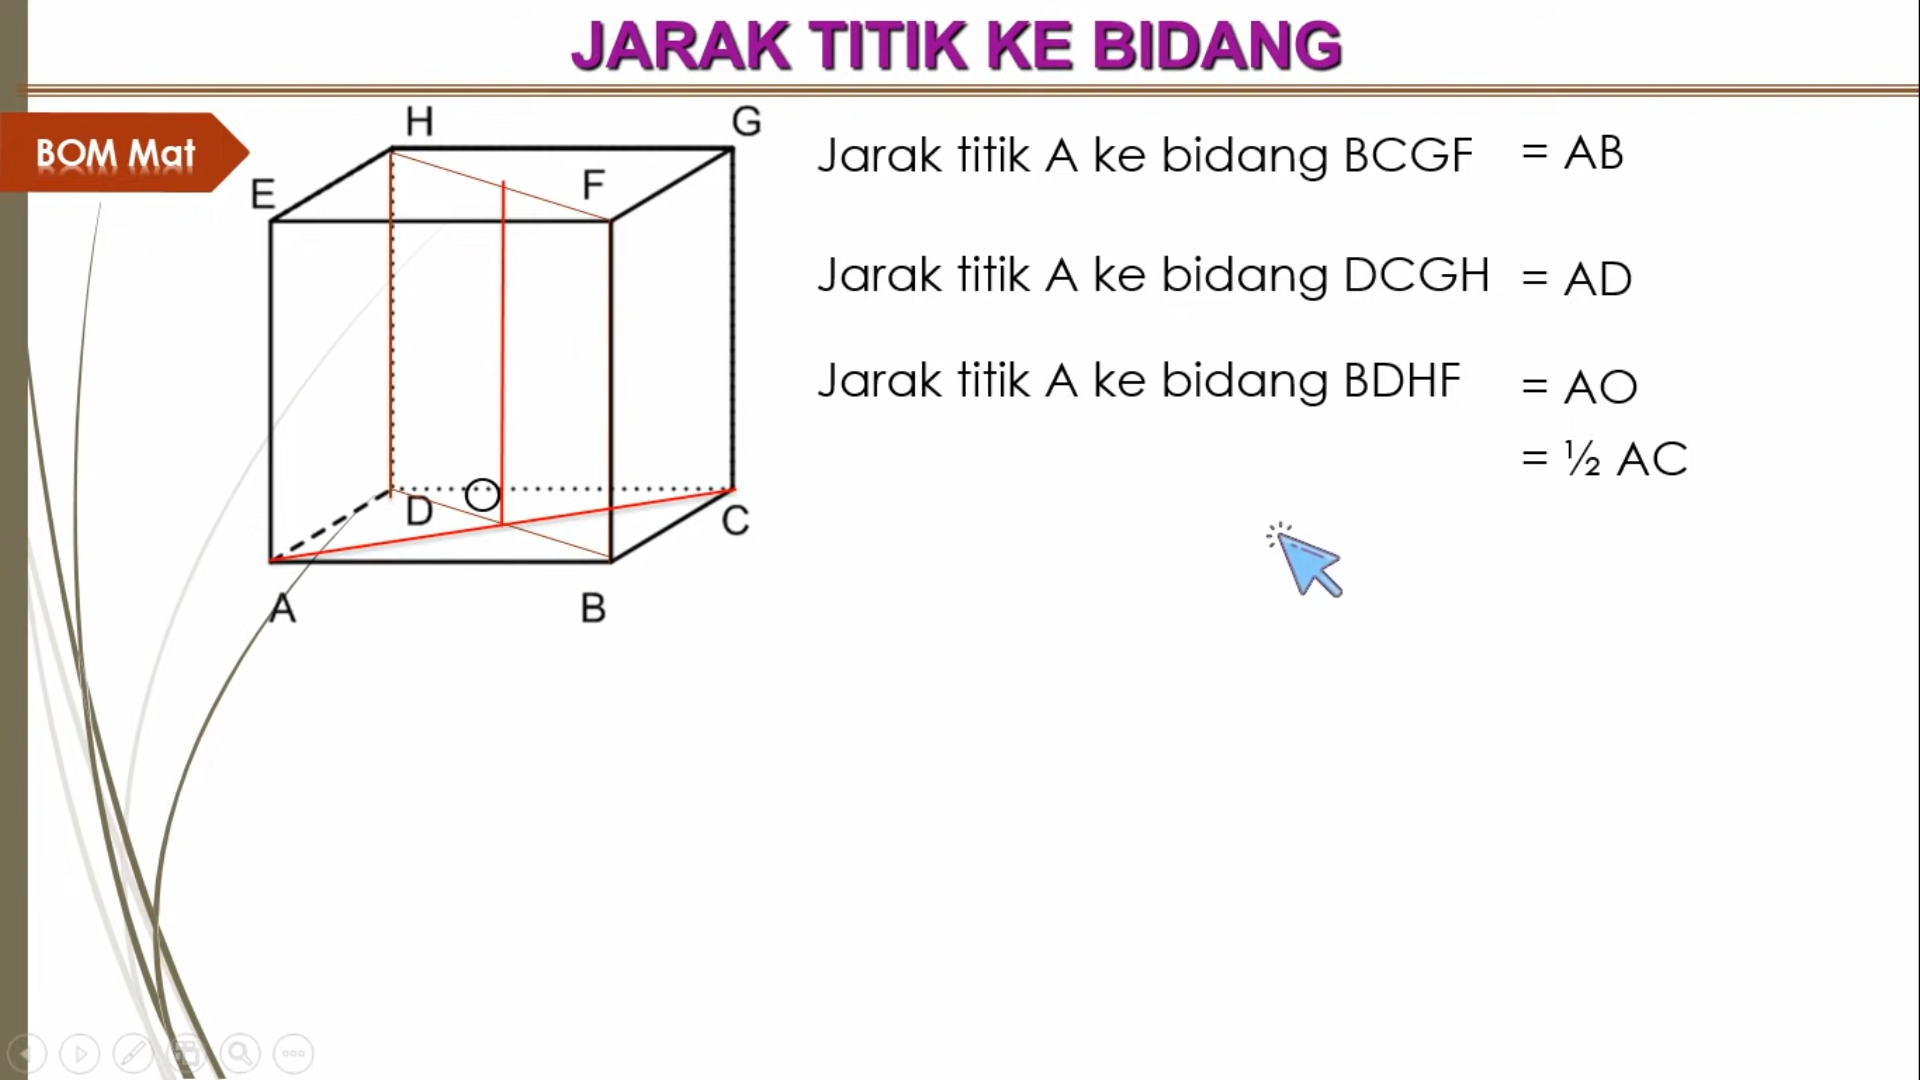 JARAK TITIK KE BIDANG
BOM Mat
H
G
E
F
D
O
C
A
B
Jarak titik A ke bidang BCGF = AB
Jarak titik A ke bidang DCGH = AD
Jarak titik A ke bidang BDHF = AO
= ½ AC